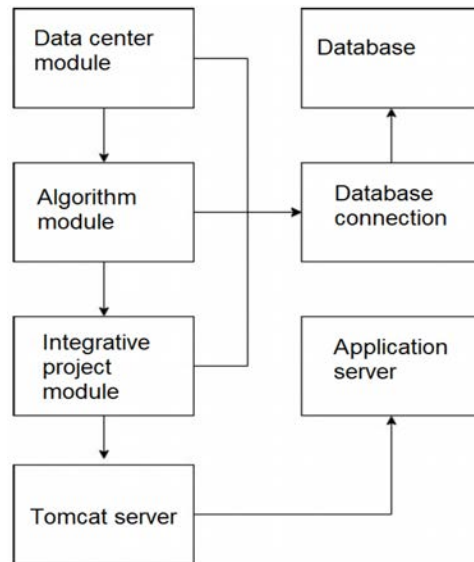 Data center
module
Database
Algorithm
module
Database
connection
Integrative
project
module
Application
server
Tomcat server